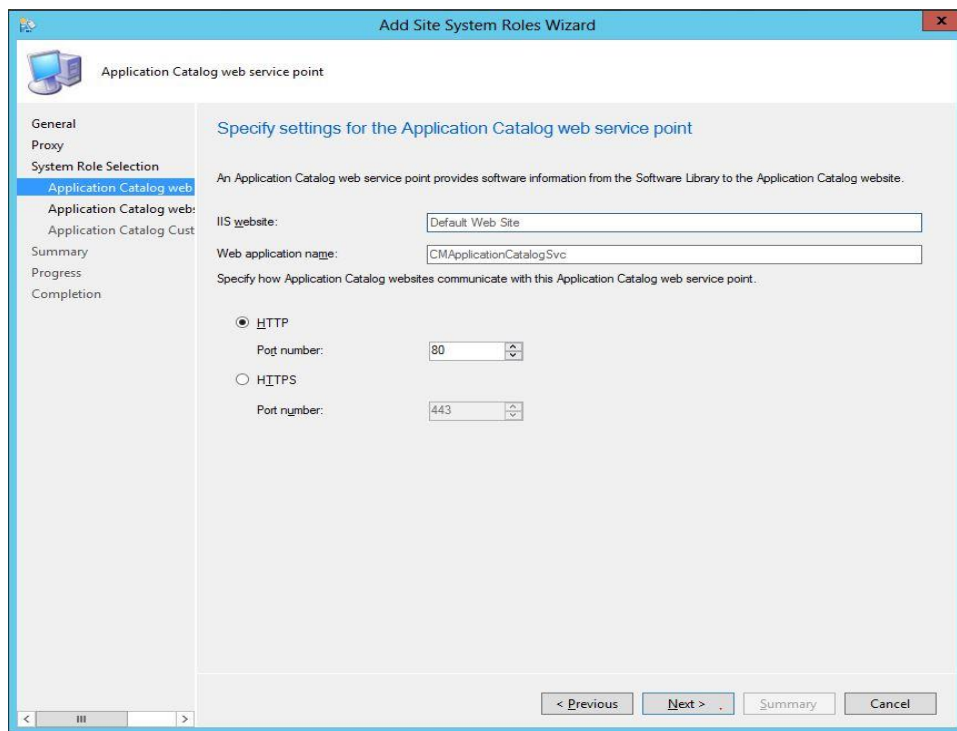 Add Site System Roles Wizard
x
Application Catalog web service point
General
Proxy
System Role Selection
Application Catalog web
Application Catalog web
Application Catalog Cust
Summary
Progress
Completion
Specify settings for the Application Catalog web service point
An Application Catalog web service point provides software information from the Software Library to the Application Catalog website.
IIS website: Default Web Site
Web application name: CMApplicationCatalogSvc
Specify how Application Catalog websites communicate with this Application Catalog web service point.
HTTP
Port number: 80
HTTPS
Port number: 443
< Previous Next > Summary Cancel